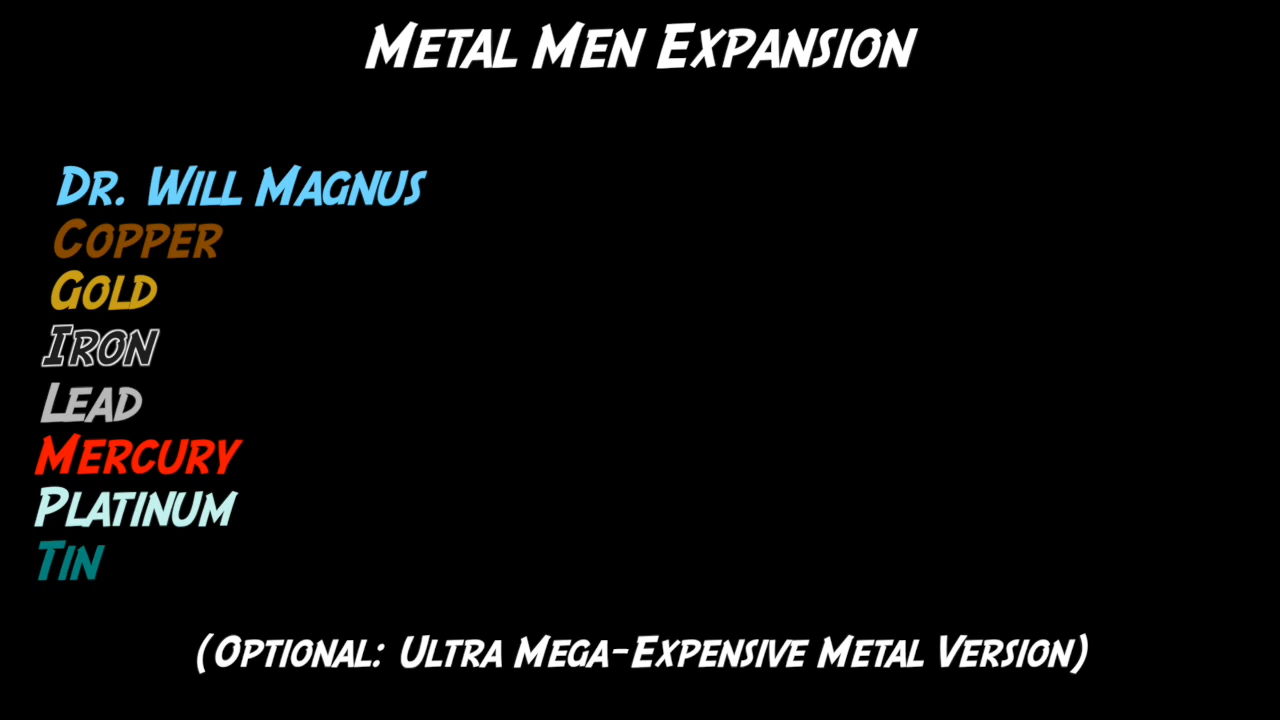 Metal Men Expansion
Dr. Will Magnus
Copper
Gold
Iron
Lead
Mercury
Platinum
Tin
(Optional: Ultra Mega-Expensive Metal Version)